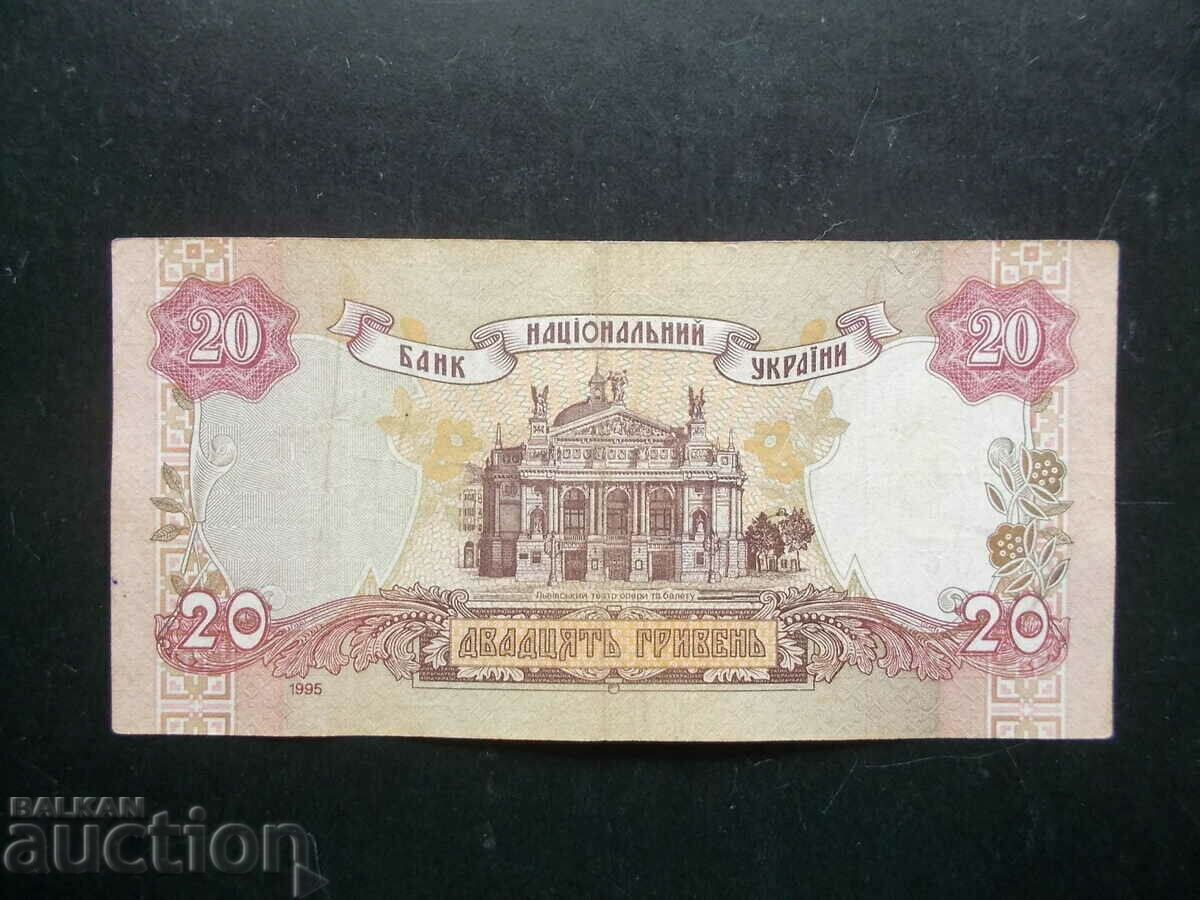 20
20
НАЦІОНАЛЬНИЙ
БАНК УКРАЇНИ
Львівський театр опери та балету
20
20
ДВАДЦЯТЬ ГРИВЕНЬ
1995
BALKAN
auction